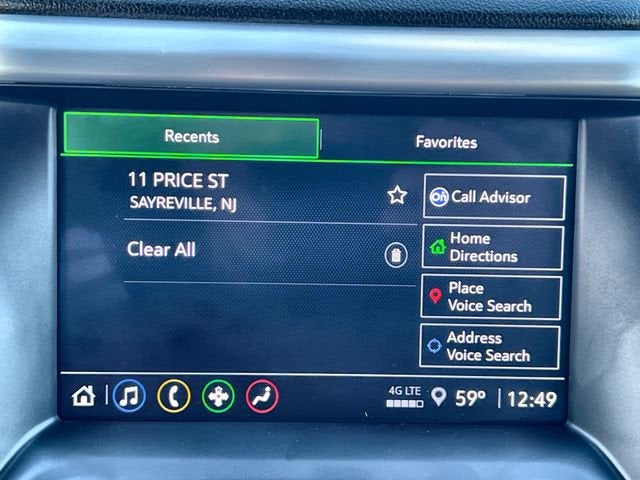 Recents
Favorites
11 PRICE ST
SAYREVILLE, NJ
Clear All
On Call Advisor
Home
Directions
Place
Voice Search
Address
Voice Search
4G LTE
59°
12:49